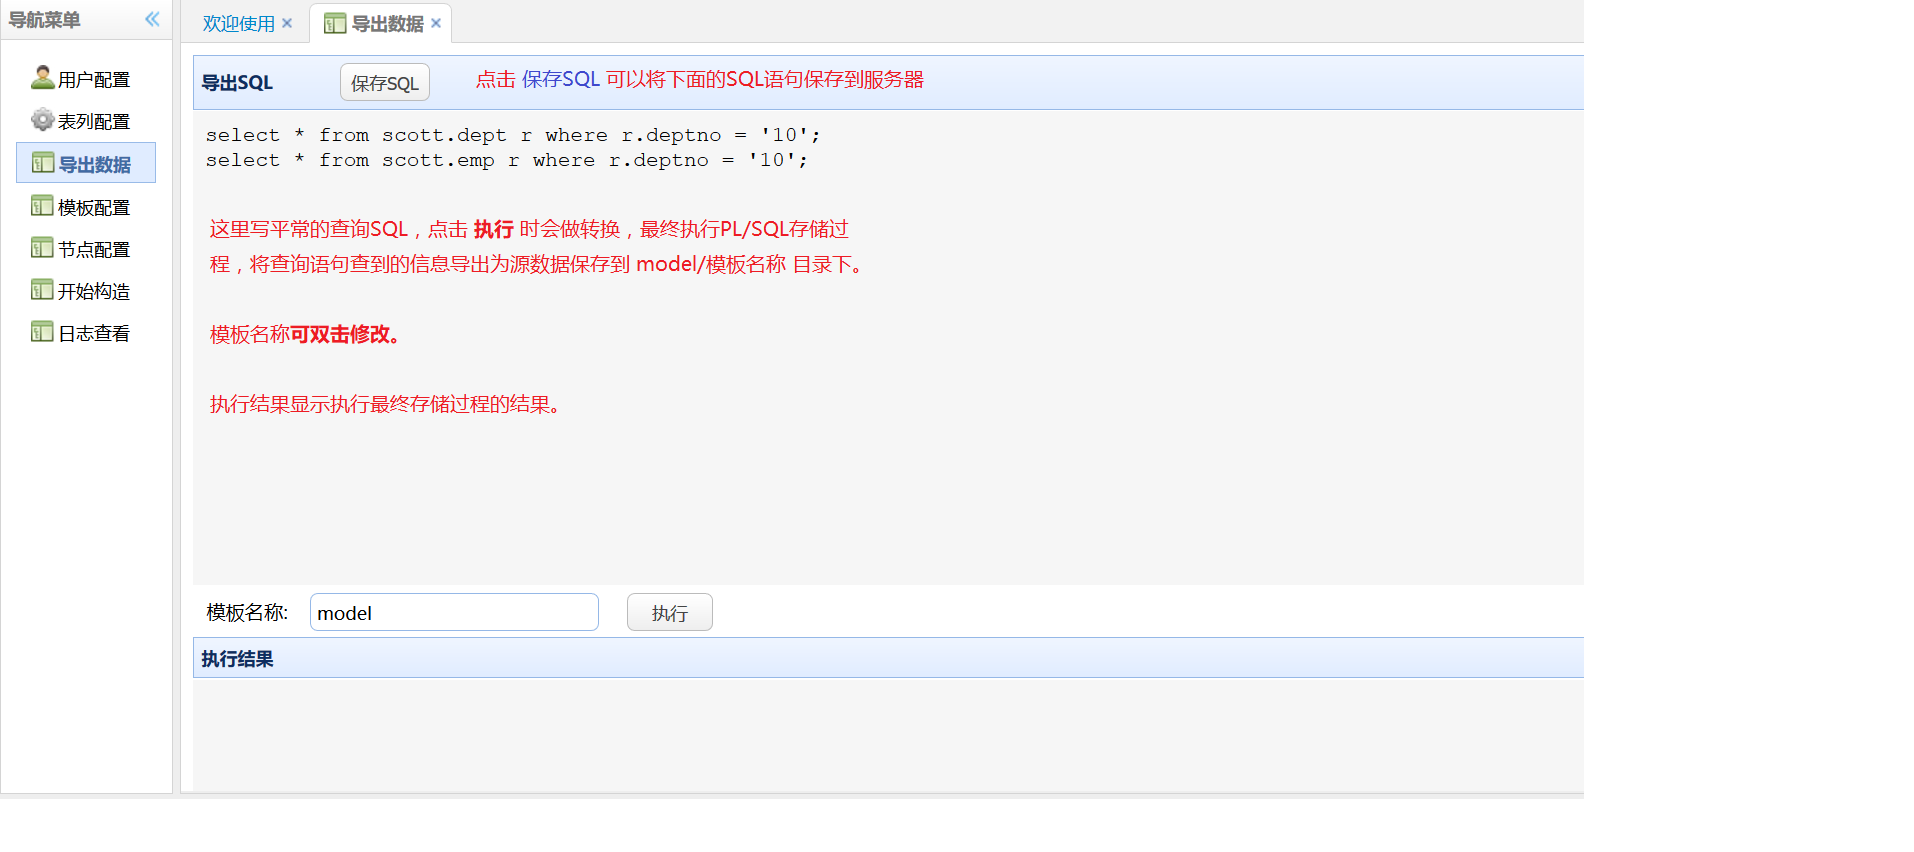 导航菜单
用户配置
表列配置
导出数据
模板配置
节点配置
开始构造
日志查看
欢迎使用 导出数据
导出SQL 保存SQL 点击 保存SQL 可以将下面的SQL语句保存到服务器
select * from scott.dept r where r.deptno = '10';
select * from scott.emp r where r.deptno = '10';
这里写平常的查询SQL，点击 执行 时会做转换，最终执行PL/SQL存储过
程，将查询语句查到的信息导出为源数据保存到 model/模板名称 目录下。
模板名称可双击修改。
执行结果显示执行最终存储过程的结果。
模板名称: model 执行
执行结果